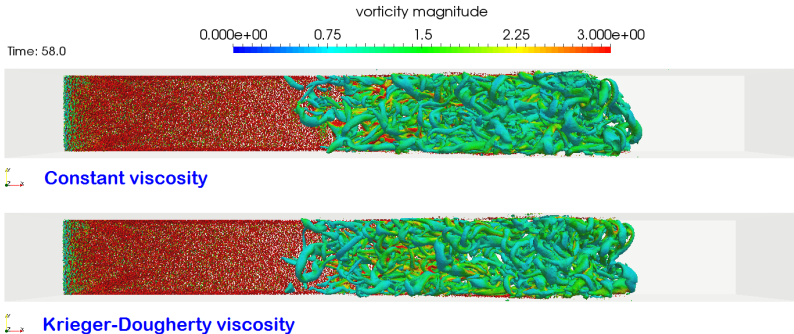 vorticity magnitude
0.000e+00 0.75 1.5 2.25 3.000e+00
Time: 58.0
Constant viscosity
Krieger-Dougherty viscosity